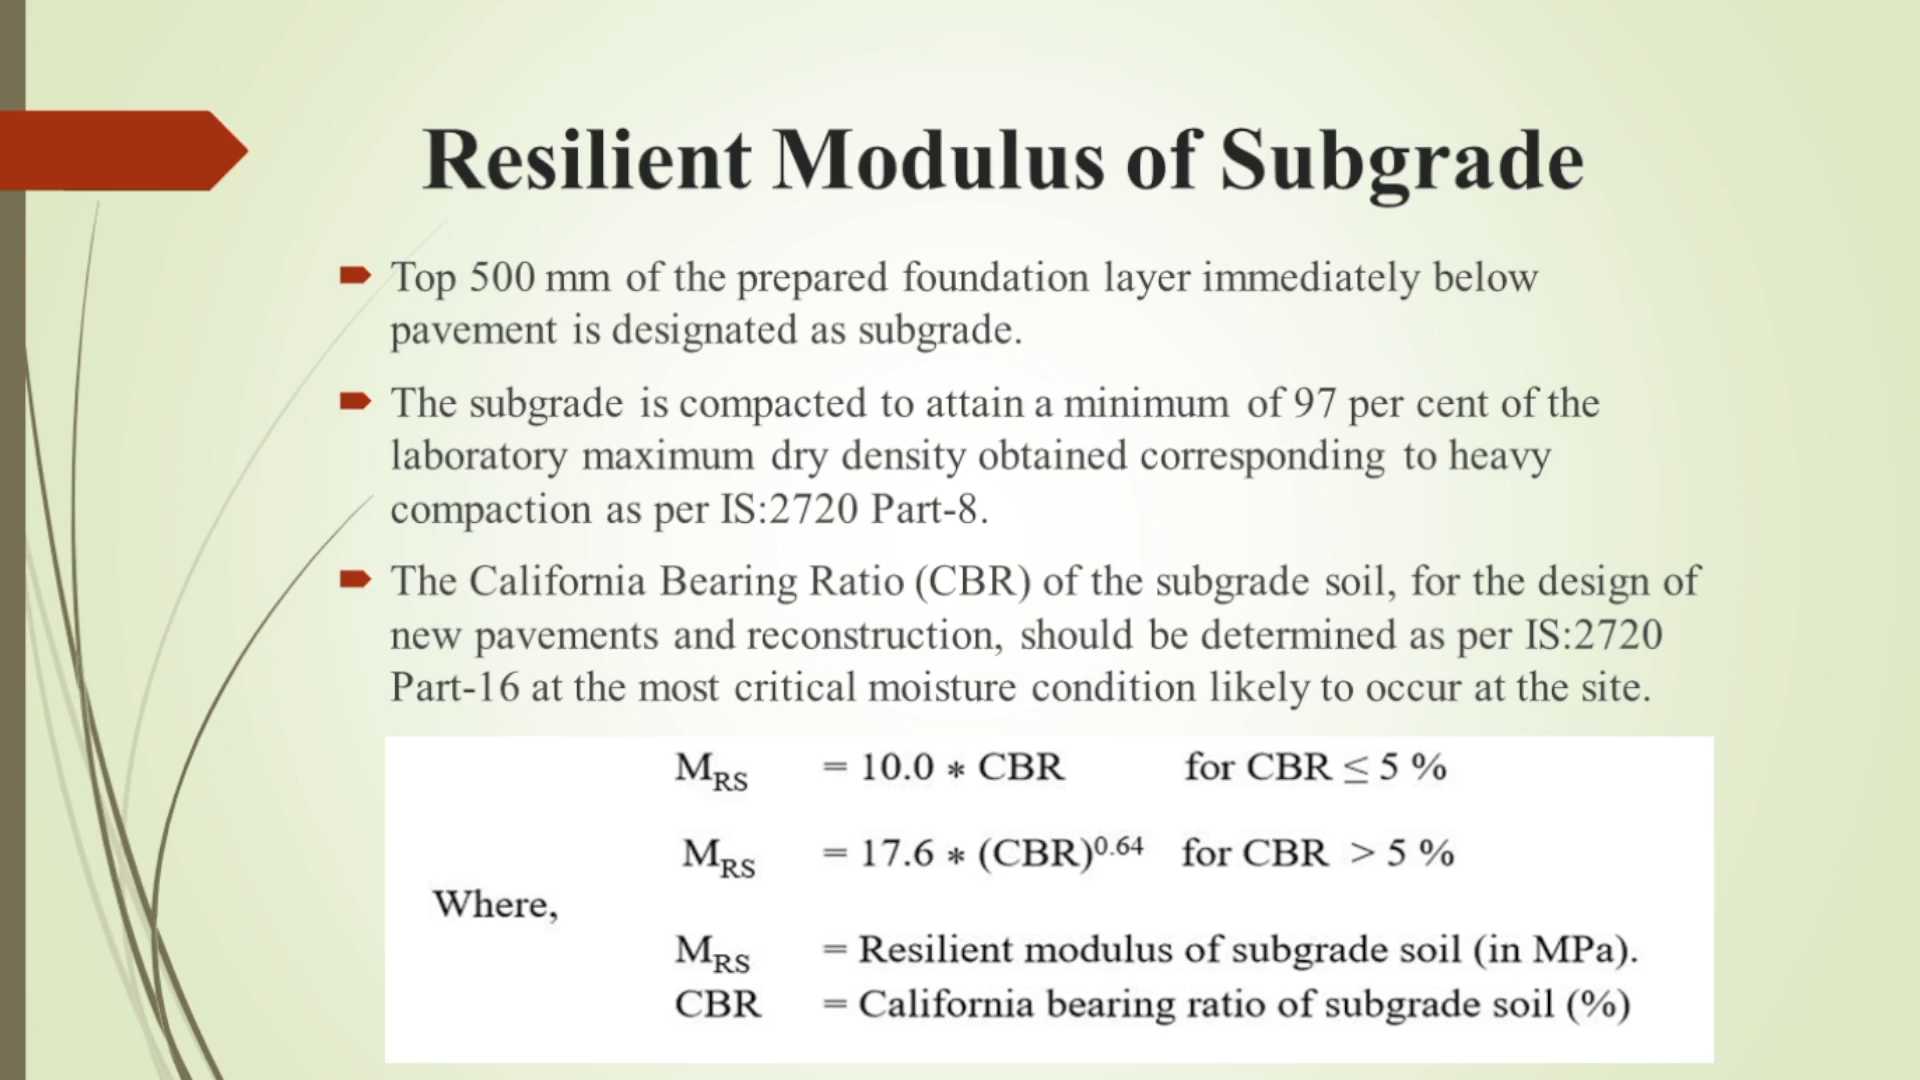 Resilient Modulus of Subgrade
Top 500 mm of the prepared foundation layer immediately below
pavement is designated as subgrade.
The subgrade is compacted to attain a minimum of 97 per cent of the
laboratory maximum dry density obtained corresponding to heavy
compaction as per IS:2720 Part-8.
The California Bearing Ratio (CBR) of the subgrade soil, for the design of
new pavements and reconstruction, should be determined as per IS:2720
Part-16 at the most critical moisture condition likely to occur at the site.
M_RS = 10.0 * CBR for CBR ≤ 5 %
M_RS = 17.6 * (CBR)^0.64 for CBR > 5 %
Where,
M_RS = Resilient modulus of subgrade soil (in MPa).
CBR = California bearing ratio of subgrade soil (%)